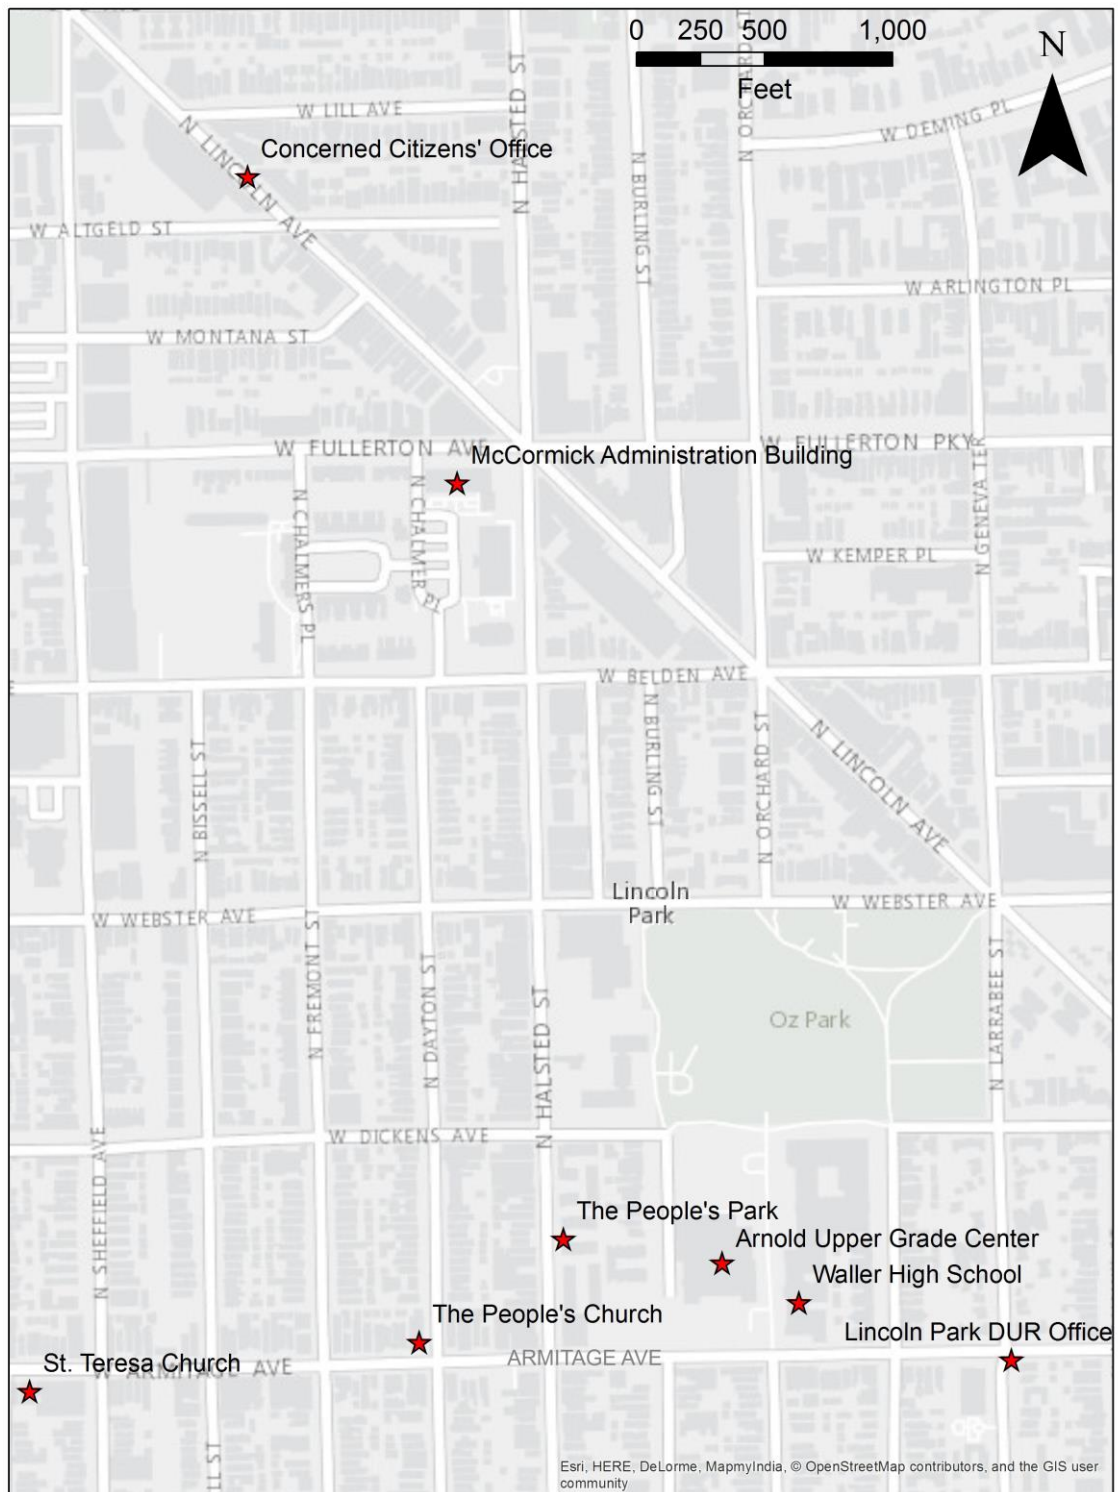 0 250 500 1,000
Feet
N
N ORCHARD ST
N HALSTED ST
W LILL AVE
W DEMING PL
N LINCOLN AVE
Concerned Citizens' Office
N BURLING ST
W ALTGELD ST
W ARLINGTON PL
W MONTANA ST
W FULLERTON AVE
W FULLERTON PKY
McCormick Administration Building
N CHALMERS PL
N CHALMER PL
N GENEVA TER
W KEMPER PL
W BELDEN AVE
N BURLING ST
N ORCHARD ST
N LINCOLN AVE
N BISSELL ST
Lincoln
Park
W WEBSTER AVE
W WEBSTER AVE
N FREMONT ST
N DAYTON ST
N HALSTED ST
Oz Park
N LARRABEE ST
W DICKENS AVE
N SHEFFIELD AVE
The People's Park
Arnold Upper Grade Center
Waller High School
The People's Church
Lincoln Park DUR Office
St. Teresa Church
W ARMITAGE AVE
ARMITAGE AVE
LL ST
Esri, HERE, DeLorme, MapmyIndia, © OpenStreetMap contributors, and the GIS user
community